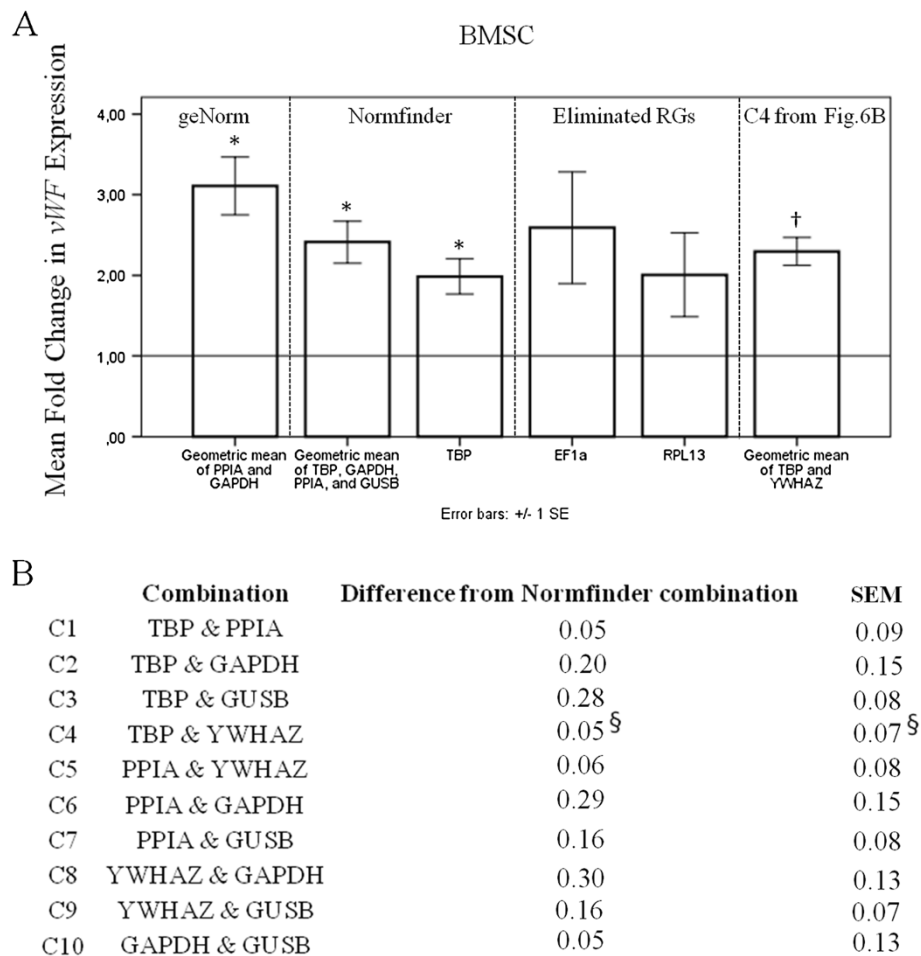 A
BMSC
Mean Fold Change in vWF Expression
4,00
3,00
2,00
1,00
,00
geNorm
Normfinder
Eliminated RGs
C4 from Fig.6B
*
*
*
†
Geometric mean
of PPIA and
GAPDH
Geometric mean
of TBP, GAPDH,
PPIA, and GUSB
TBP
EF1a
RPL13
Geometric mean
of TBP and
YWHAZ
Error bars: +/- 1 SE
B
Combination Difference from Normfinder combination SEM
C1 TBP & PPIA 0.05 0.09
C2 TBP & GAPDH 0.20 0.15
C3 TBP & GUSB 0.28 0.08
C4 TBP & YWHAZ 0.05 § 0.07 §
C5 PPIA & YWHAZ 0.06 0.08
C6 PPIA & GAPDH 0.29 0.15
C7 PPIA & GUSB 0.16 0.08
C8 YWHAZ & GAPDH 0.30 0.13
C9 YWHAZ & GUSB 0.16 0.07
C10 GAPDH & GUSB 0.05 0.13